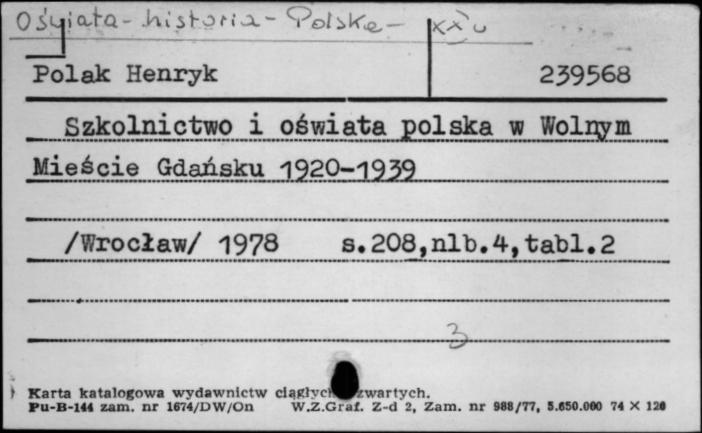 Oświata - historia - Polska - XX w
Polak Henryk 239568
Szkolnictwo i oświata polska w Wolnym
Mieście Gdańsku 1920-1939
/Wrocław/ 1978 s.208,nlb.4,tabl.2
3
Karta katalogowa wydawnictw ciągłych zwartych.
Pu-B-144 zam. nr 1674/DW/On W.Z.Graf. Z-d 2, Zam. nr 988/77, 5.650.000 74 X 120